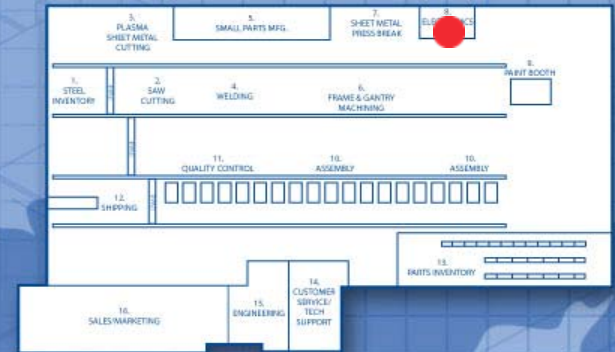 3.
PLASMA
SHEET METAL
CUTTING
5.
SMALL PARTS MFG.
7.
SHEET METAL
PRESS BREAK
8.
9.
PAINT BOOTH
1.
STEEL
INVENTORY
2.
SAW
CUTTING
4.
WELDING
6.
FRAME & GANTRY
MACHINING
11.
QUALITY CONTROL
10.
ASSEMBLY
10.
ASSEMBLY
12.
SHIPPING
13.
PARTS INVENTORY
14.
CUSTOMER
SERVICE/
TECH
SUPPORT
15.
ENGINEERING
16.
SALES/MARKETING